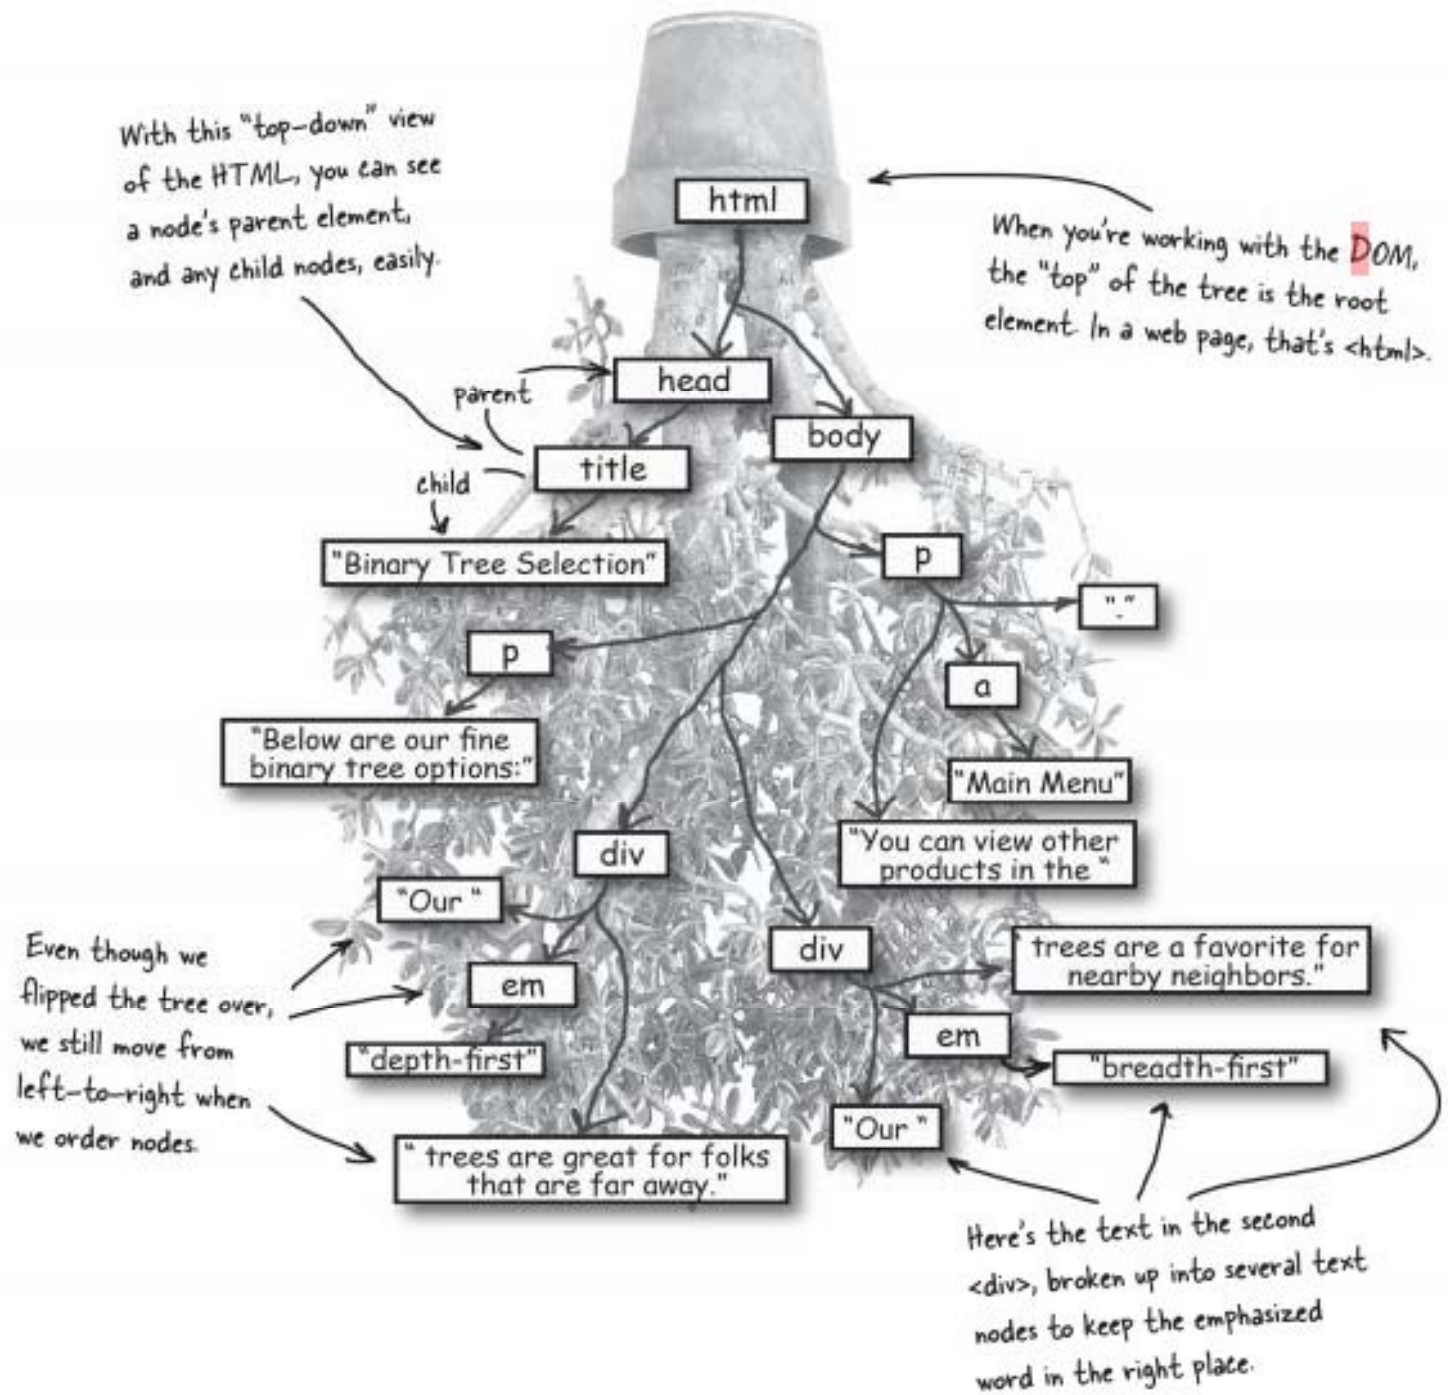 With this "top-down" view
of the HTML, you can see
a node's parent element,
and any child nodes, easily.
html
When you're working with the DOM,
the "top" of the tree is the root
element. In a web page, that's <html>.
parent
head
body
title
child
"Binary Tree Selection"
p
"."
p
a
"Below are our fine
binary tree options:"
"Main Menu"
div
"You can view other
products in the "
"Our "
div
" trees are a favorite for
nearby neighbors."
em
em
"depth-first"
"breadth-first"
Even though we
flipped the tree over,
we still move from
left-to-right when
we order nodes.
"Our "
" trees are great for folks
that are far away."
Here's the text in the second
<div>, broken up into several text
nodes to keep the emphasized
word in the right place.